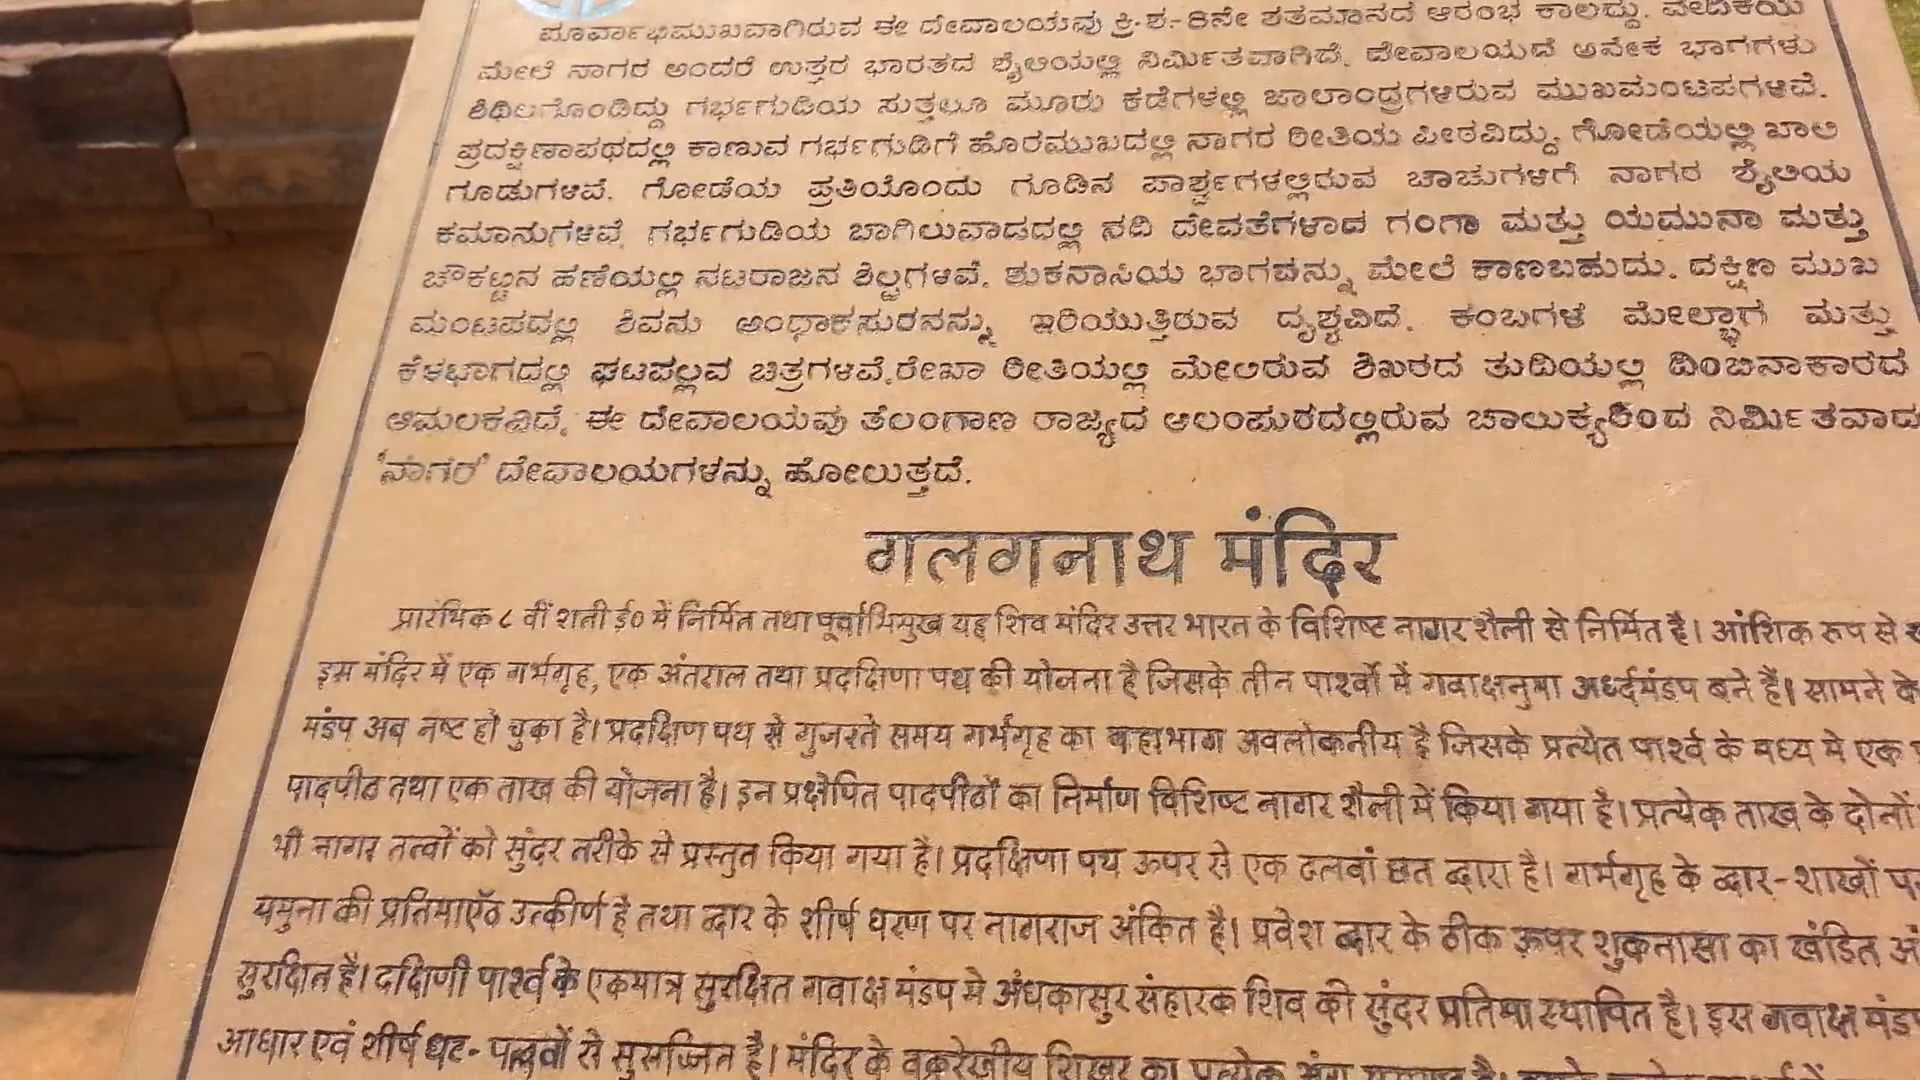 ಪೂರ್ವಾಭಿಮುಖವಾಗಿರುವ ಈ ದೇವಾಲಯವು ಕ್ರಿ.ಶ.-8ನೇ ಶತಮಾನದ ಆರಂಭ ಕಾಲದ್ದು. ವೇದಿಕೆಯ
ಮೇಲೆ ನಾಗರ ಅಂದರೆ ಉತ್ತರ ಭಾರತದ ಶೈಲಿಯಲ್ಲಿ ನಿರ್ಮಿತವಾಗಿದೆ. ದೇವಾಲಯದ ಅನೇಕ ಭಾಗಗಳು
ಶಿಥಿಲಗೊಂಡಿದ್ದು ಗರ್ಭಗುಡಿಯ ಸುತ್ತಲೂ ಮೂರು ಕಡೆಗಳಲ್ಲಿ ಜಾಲಾಂದ್ರಗಳಿರುವ ಮುಖಮಂಟಪಗಳಿವೆ.
ಪ್ರದಕ್ಷಿಣಾಪಥದಲ್ಲಿ ಕಾಣುವ ಗರ್ಭಗುಡಿಗೆ ಹೊರಮುಖದಲ್ಲಿ ನಾಗರ ರೀತಿಯ ಪೀಠವಿದ್ದು, ಗೋಡೆಯಲ್ಲಿ ಖಾಲಿ
ಗೂಡುಗಳಿವೆ. ಗೋಡೆಯ ಪ್ರತಿಯೊಂದು ಗೂಡಿನ ಪಾರ್ಶ್ವಗಳಲ್ಲಿರುವ ಚಾಚುಗಳಿಗೆ ನಾಗರ ಶೈಲಿಯ
ಕಮಾನುಗಳಿವೆ. ಗರ್ಭಗುಡಿಯ ಬಾಗಿಲುವಾಡದಲ್ಲಿ ನದಿ ದೇವತೆಗಳಾದ ಗಂಗಾ ಮತ್ತು ಯಮುನಾ ಮತ್ತು
ಚೌಕಟ್ಟಿನ ಹಣೆಯಲ್ಲಿ ನಟರಾಜನ ಶಿಲ್ಪಗಳಿವೆ. ಶುಕನಾಸಿಯ ಭಾಗವನ್ನು ಮೇಲೆ ಕಾಣಬಹುದು. ದಕ್ಷಿಣ ಮುಖ
ಮಂಟಪದಲ್ಲಿ ಶಿವನು ಅಂಧಾಕಸುರನನ್ನು ಇರಿಯುತ್ತಿರುವ ದೃಶ್ಯವಿದೆ. ಕಂಬಗಳ ಮೇಲ್ಭಾಗ ಮತ್ತು
ಕೆಳಭಾಗದಲ್ಲಿ ಘಟಪಲ್ಲವ ಚಿತ್ರಗಳಿವೆ.ರೇಖಾ ರೀತಿಯಲ್ಲಿ ಮೇಲಿರುವ ಶಿಖರದ ತುದಿಯಲ್ಲಿ ದಿಂಬಿನಾಕಾರದ
ಆಮಲಕವಿದೆ. ಈ ದೇವಾಲಯವು ತೆಲಂಗಾಣ ರಾಜ್ಯದ ಆಲಂಪುರದಲ್ಲಿರುವ ಚಾಲುಕ್ಯರಿಂದ ನಿರ್ಮಿತವಾದ
'ನಾಗರ' ದೇವಾಲಯಗಳನ್ನು ಹೋಲುತ್ತದೆ.
गलगनाथ मंदिर
प्रारंभिक ८ वीं शती ई० में निर्मित तथा पूर्वाभिमुख यह शिव मंदिर उत्तर भारत के विशिष्ट नागर शैली से निर्मित है। आंशिक रूप से
इस मंदिर में एक गर्भगृह, एक अंतराल तथा प्रदक्षिणा पथ की योजना है जिसके तीन पार्श्वो में गवाक्षनुमा अर्ध्दमंडप बने हैं। सामने के
मंडप अब नष्ट हो चुका है। प्रदक्षिण पथ से गुजरते समय गर्भगृह का बहाभाग अवलोकनीय है जिसके प्रत्येत पार्श्व के मध्य मे एक
पादपीठ तथा एक ताख की योजना है। इन प्रक्षेपित पादपीठों का निर्माण विशिष्ट नागर शैली में किया गया है। प्रत्येक ताख के दोनों
भी नागर तत्वों को सुंदर तरीके से प्रस्तुत किया गया है। प्रदक्षिणा पथ ऊपर से एक ढलवां छत द्वारा है। गर्भगृह के द्वार-शाखों
यमुना की प्रतिमाएँठ उत्कीर्ण है तथा द्वार के शीर्ष धरण पर नागराज अंकित है। प्रवेश द्वार के ठीक ऊपर शुकनासा का खंडित
सुरक्षित है। दक्षिणी पार्श्व के एकमात्र सुरक्षित गवाक्ष मंडप मे अंधकासुर संहारक शिव की सुंदर प्रतिमा स्थापित है। इस गवाक्ष
आधार एवं शीर्ष घट- पल्लवों से सुसज्जित है। मंदिर के वक्ररेखीय शिखर का प्रत्येक अंग